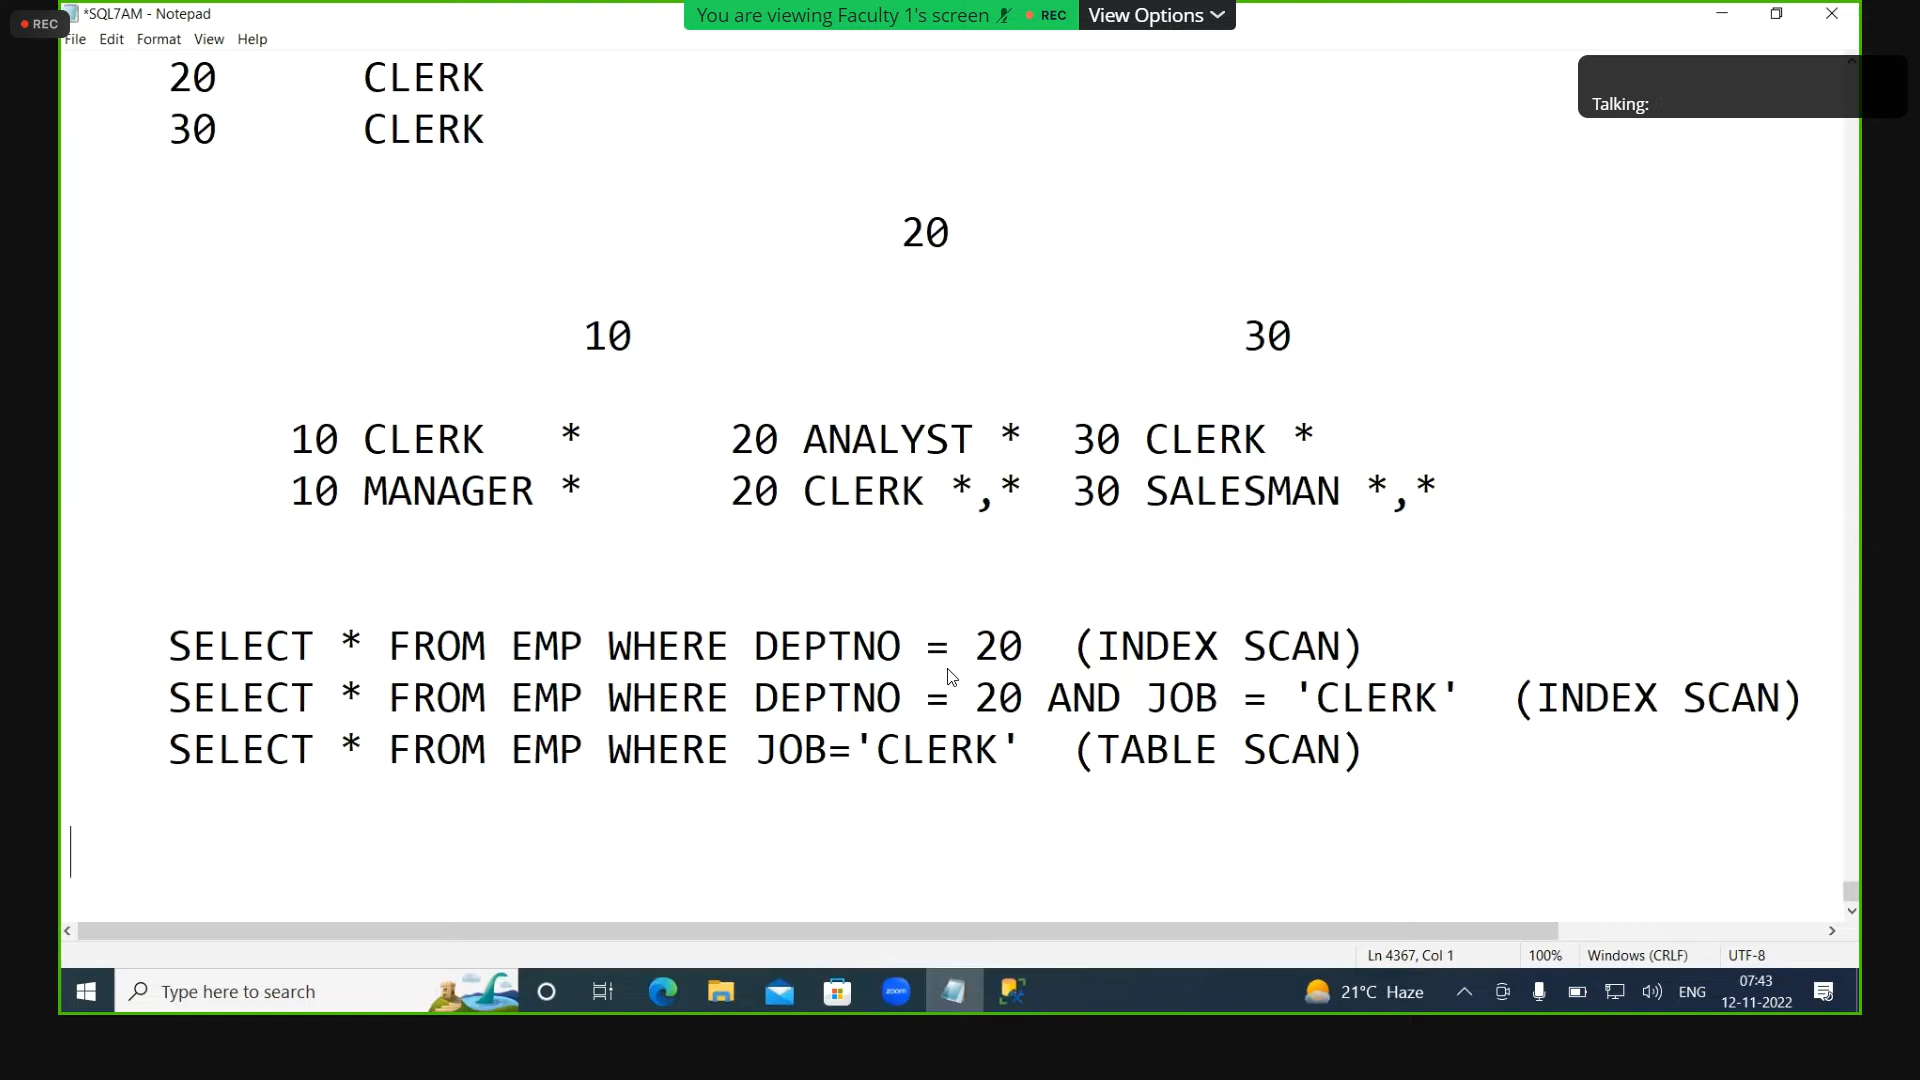 REC
*SQL7AM - Notepad
You are viewing Faculty 1's screen REC View Options
File Edit Format View Help
Talking:
20 CLERK
30 CLERK
20
10 30
10 CLERK * 20 ANALYST * 30 CLERK *
10 MANAGER * 20 CLERK *,* 30 SALESMAN *,*
SELECT * FROM EMP WHERE DEPTNO = 20 (INDEX SCAN)
SELECT * FROM EMP WHERE DEPTNO = 20 AND JOB = 'CLERK' (INDEX SCAN)
SELECT * FROM EMP WHERE JOB='CLERK' (TABLE SCAN)
Ln 4367, Col 1 100% Windows (CRLF) UTF-8
Type here to search zoom 21°C Haze ENG 07:43
12-11-2022